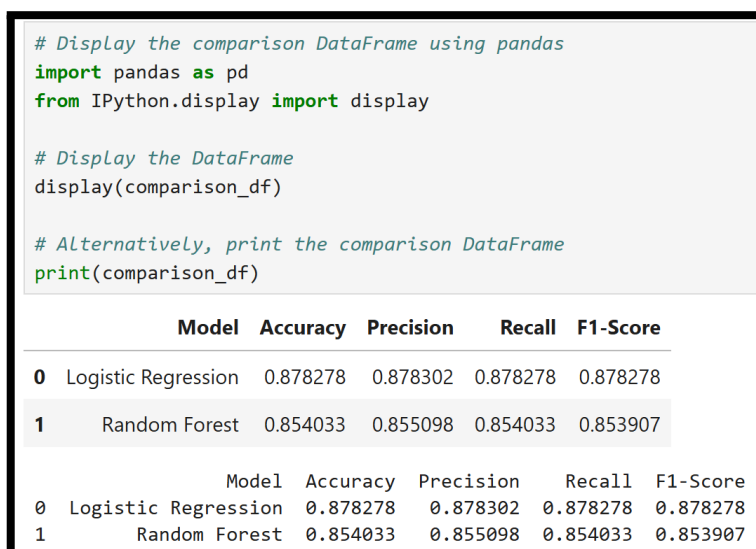 # Display the comparison DataFrame using pandas
import pandas as pd
from IPython.display import display
# Display the DataFrame
display(comparison_df)
# Alternatively, print the comparison DataFrame
print(comparison_df)
Model Accuracy Precision Recall F1-Score
0 Logistic Regression 0.878278 0.878302 0.878278 0.878278
1 Random Forest 0.854033 0.855098 0.854033 0.853907
Model Accuracy Precision Recall F1-Score
0 Logistic Regression 0.878278 0.878302 0.878278 0.878278
1 Random Forest 0.854033 0.855098 0.854033 0.853907